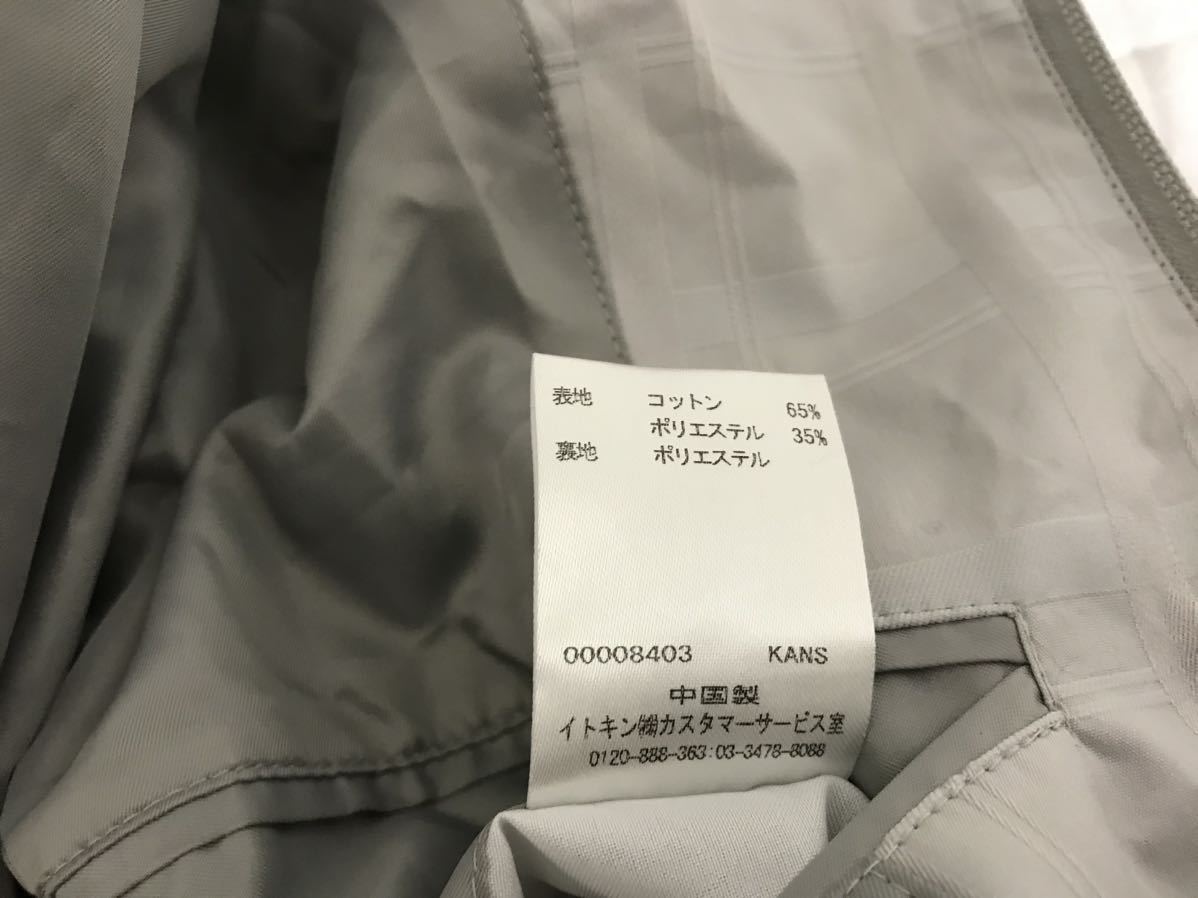 表地 コットン 65%
ポリエステル 35%
裏地 ポリエステル
00008403 KANS
中国製
イトキン㈱カスタマーサービス室
0120-888-363:03-3478-8088